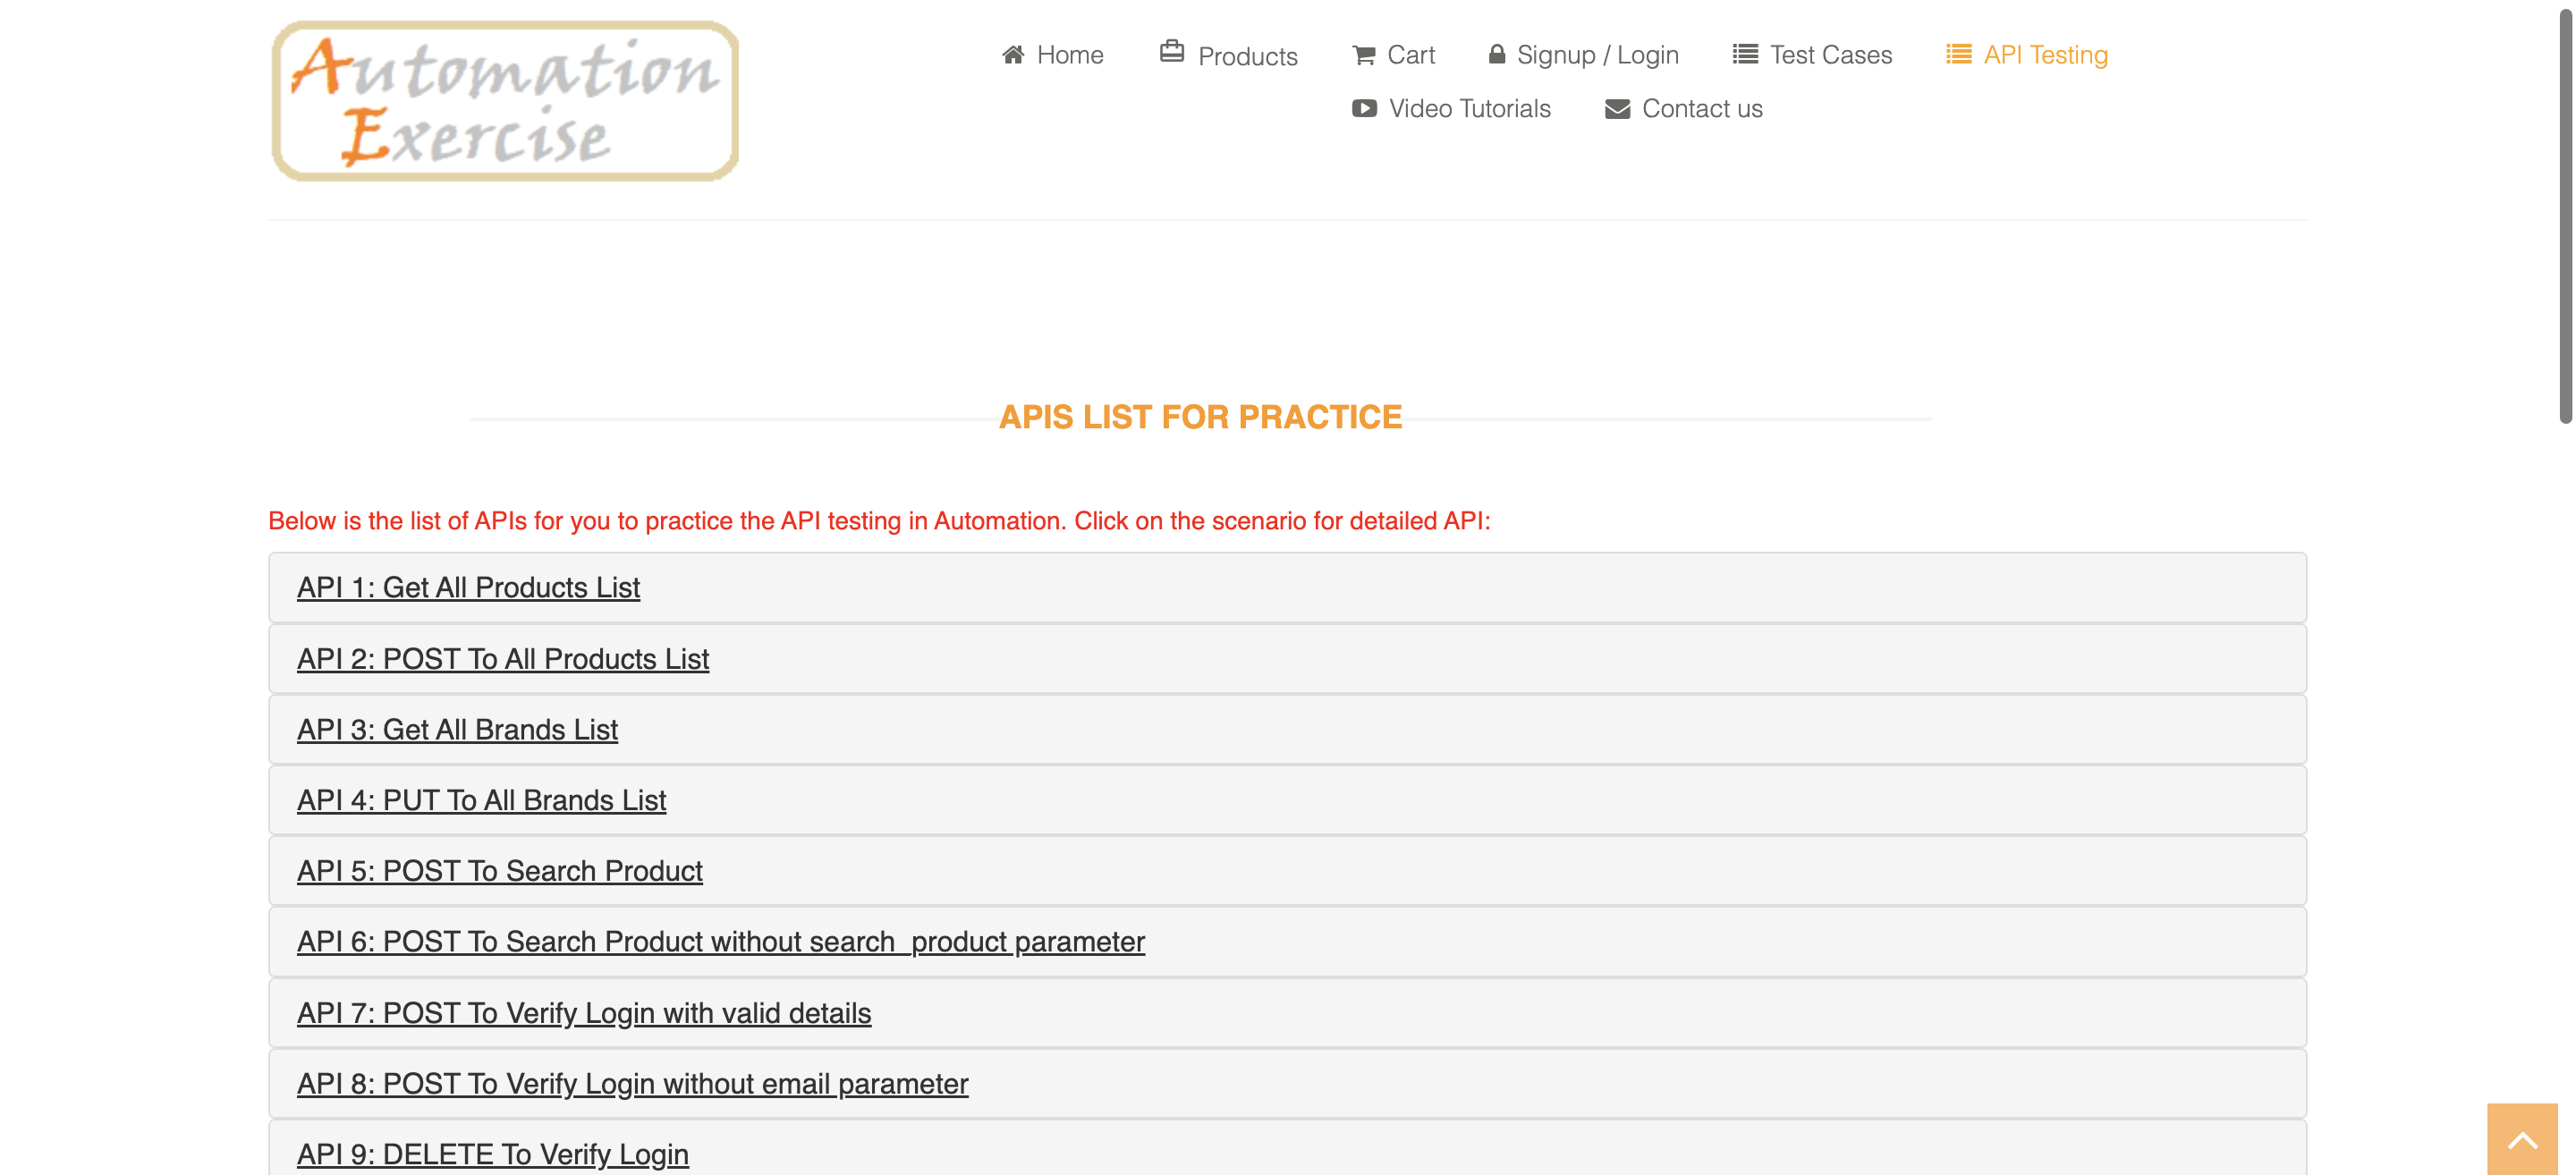 Automation
Exercise
Home Products Cart Signup / Login Test Cases API Testing
Video Tutorials Contact us
APIS LIST FOR PRACTICE
Below is the list of APIs for you to practice the API testing in Automation. Click on the scenario for detailed API:
API 1: Get All Products List
API 2: POST To All Products List
API 3: Get All Brands List
API 4: PUT To All Brands List
API 5: POST To Search Product
API 6: POST To Search Product without search_product parameter
API 7: POST To Verify Login with valid details
API 8: POST To Verify Login without email parameter
API 9: DELETE To Verify Login